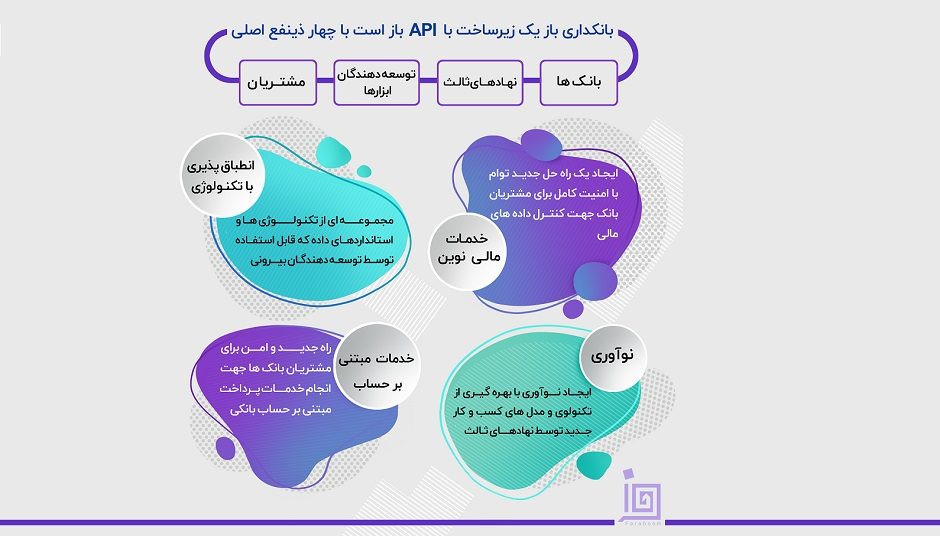 بانکداری باز یک زیرساخت با API باز است با چهار ذینفع اصلی
بانک ها
نهادهای ثالث
توسعه دهندگان
ابزارها
مشتریان
ایجاد یک راه حل جدید توام
با امنیت کامل برای مشتریان
بانک جهت کنترل داده های
مالی
خدمات
مالی نوین
انطباق پذیری
با تکنولوژی
مجموعه ای از تکنولوژی ها و
استانداردهای داده که قابل استفاده
توسط توسعه دهندگان بیرونی
نوآوری
ایجاد نوآوری با بهره گیری از
تکنولوی و مدل های کسب و کار
جدید توسط نهادهای ثالث
خدمات مبتنی
بر حساب
راه جدید و امن برای
مشتریان بانک ها جهت
انجام خدمات پرداخت
مبتنی بر حساب بانکی
Faraboom